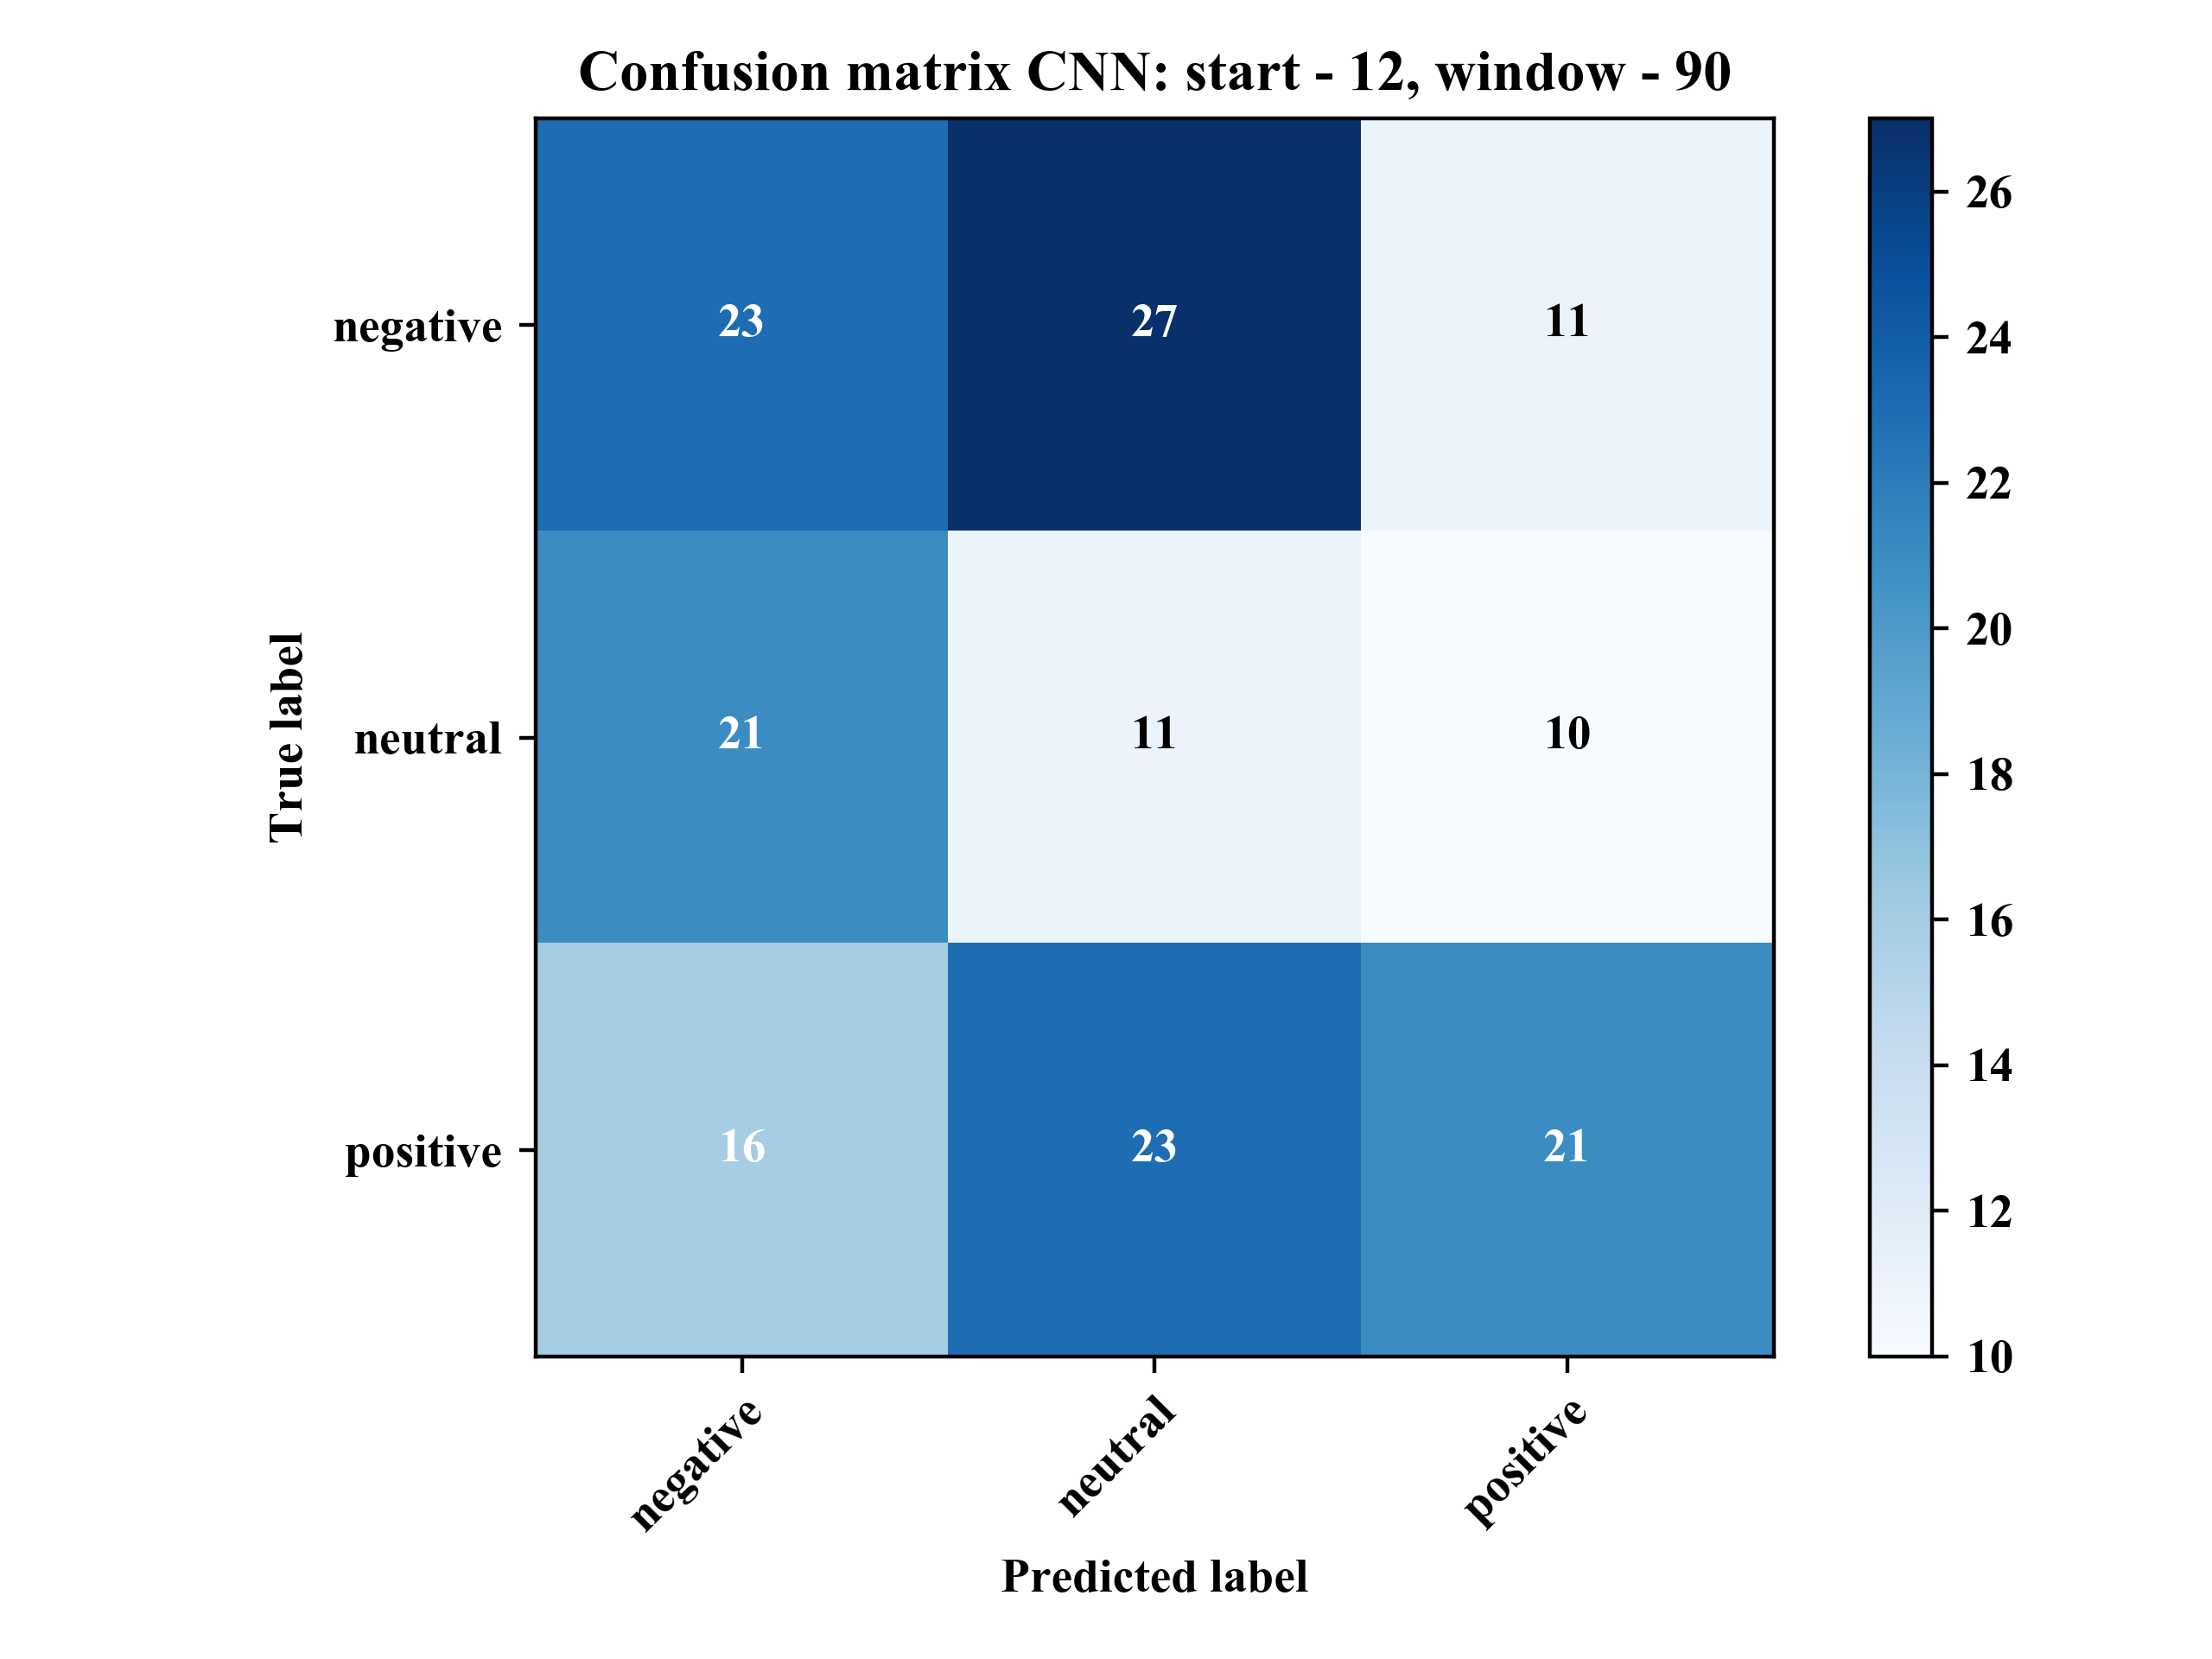 Confusion matrix CNN: start - 12, window - 90
True label
negative
23
27
11
neutral
21
11
10
positive
16
23
21
negative
neutral
positive
Predicted label
26
24
22
20
18
16
14
12
10